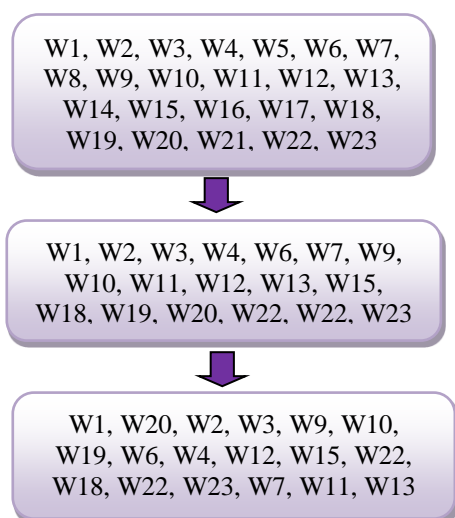 W1, W2, W3, W4, W5, W6, W7,
W8, W9, W10, W11, W12, W13,
W14, W15, W16, W17, W18,
W19, W20, W21, W22, W23
W1, W2, W3, W4, W6, W7, W9,
W10, W11, W12, W13, W15,
W18, W19, W20, W22, W22, W23
W1, W20, W2, W3, W9, W10,
W19, W6, W4, W12, W15, W22,
W18, W22, W23, W7, W11, W13